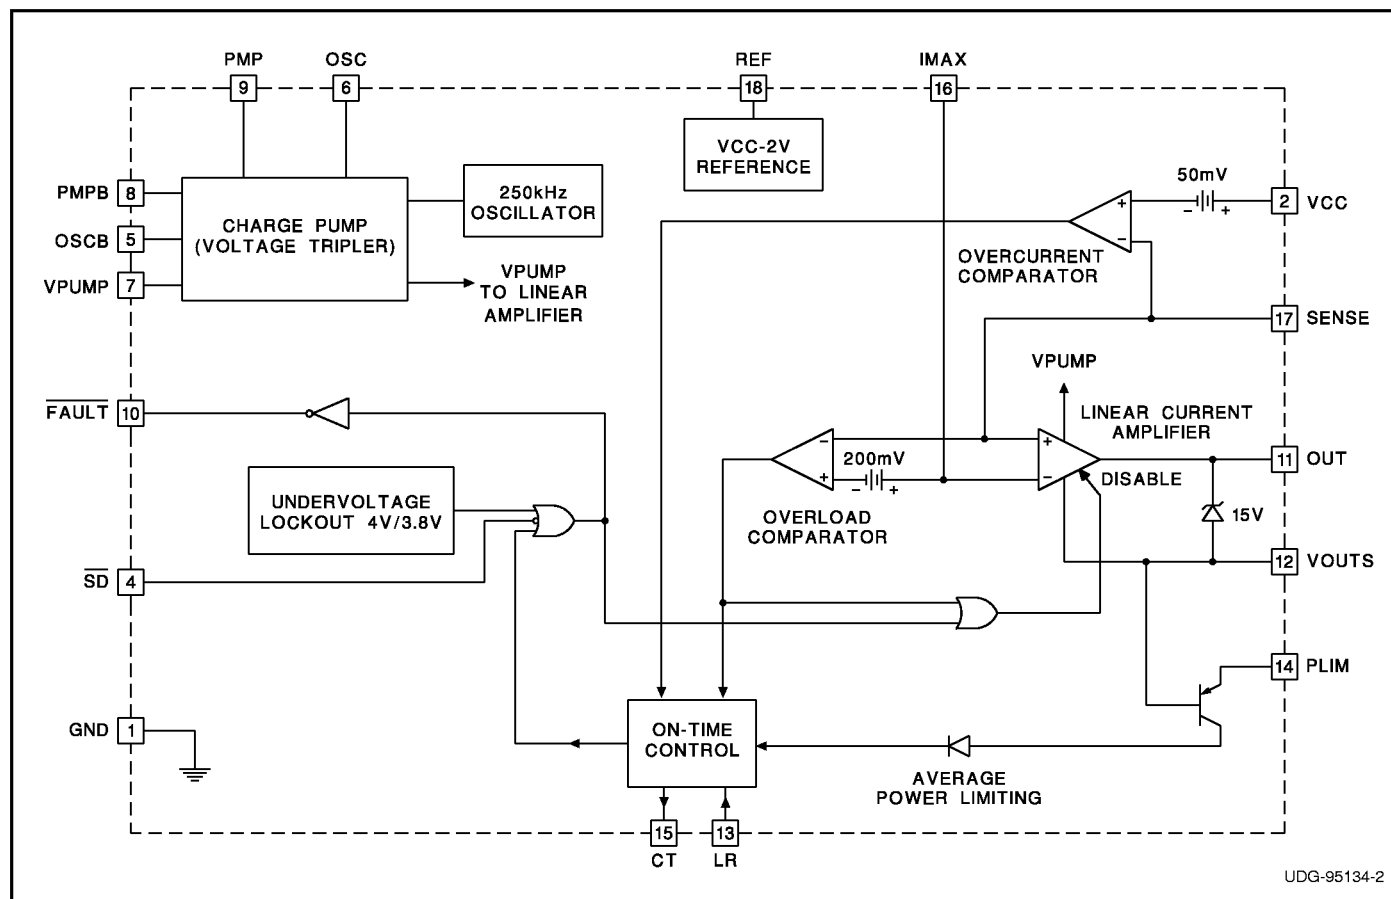 PMP
OSC
REF
IMAX
9
6
18
16
VCC-2V
REFERENCE
PMPB
8
250kHz
OSCILLATOR
CHARGE PUMP
(VOLTAGE TRIPLER)
50mV
- +
2
VCC
+
-
OSCB
5
OVERCURRENT
COMPARATOR
VPUMP
7
VPUMP
TO LINEAR
AMPLIFIER
17
SENSE
VPUMP
FAULT
10
LINEAR CURRENT
AMPLIFIER
-
+
200mV
- +
+
-
11
OUT
DISABLE
UNDERVOLTAGE
LOCKOUT 4V/3.8V
OVERLOAD
COMPARATOR
15V
12
VOUTS
SD
4
14
PLIM
GND
1
ON-TIME
CONTROL
AVERAGE
POWER LIMITING
15
13
CT
LR
UDG-95134-2